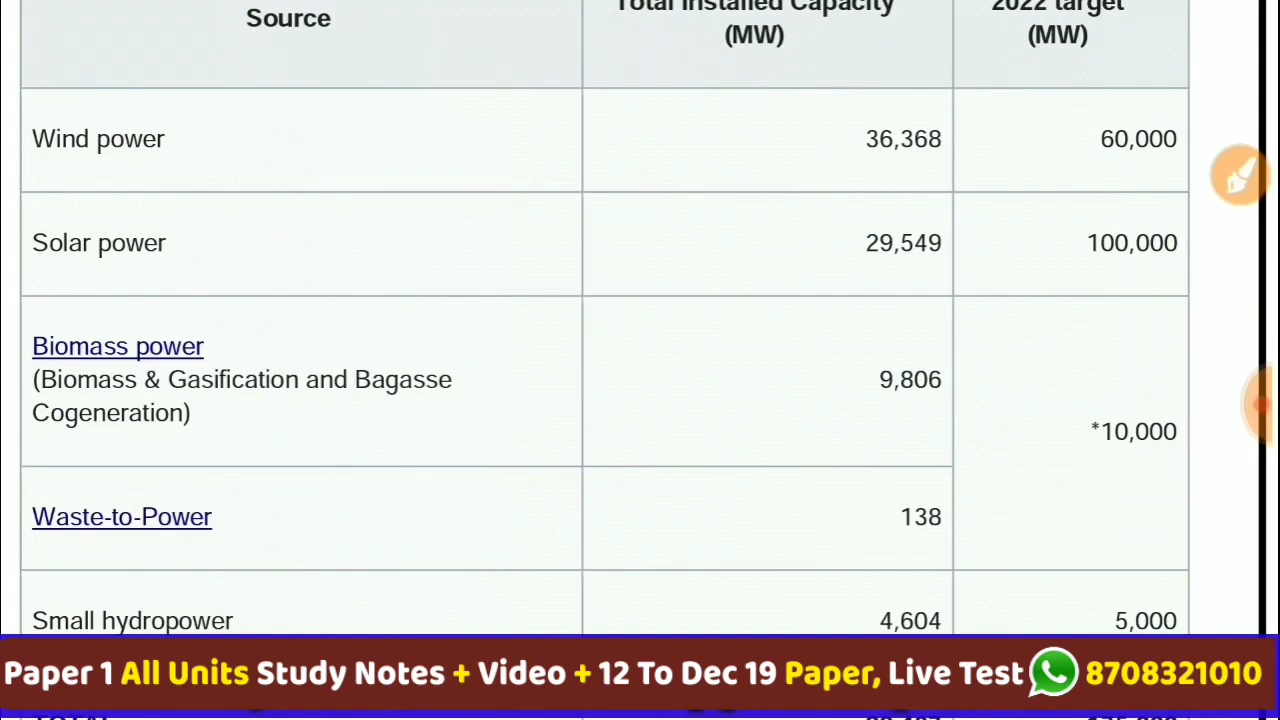 Source
Total Installed Capacity
(MW)
2022 target
(MW)
Wind power
36,368
60,000
Solar power
29,549
100,000
Biomass power
(Biomass & Gasification and Bagasse
Cogeneration)
9,806
*10,000
Waste-to-Power
138
Small hydropower
4,604
5,000
Paper 1 All Units Study Notes + Video + 12 To Dec 19 Paper, Live Test 8708321010